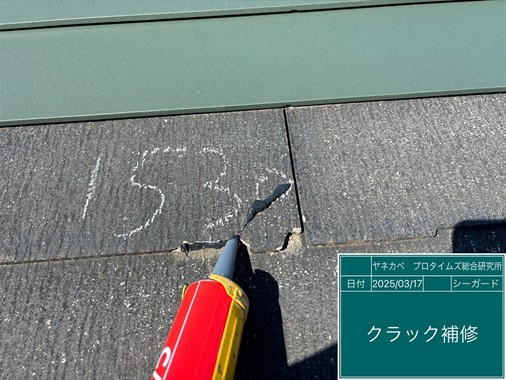 153
ヤネカベ プロタイムズ総合研究所
日付 2025/03/17 シーガード
クラック補修